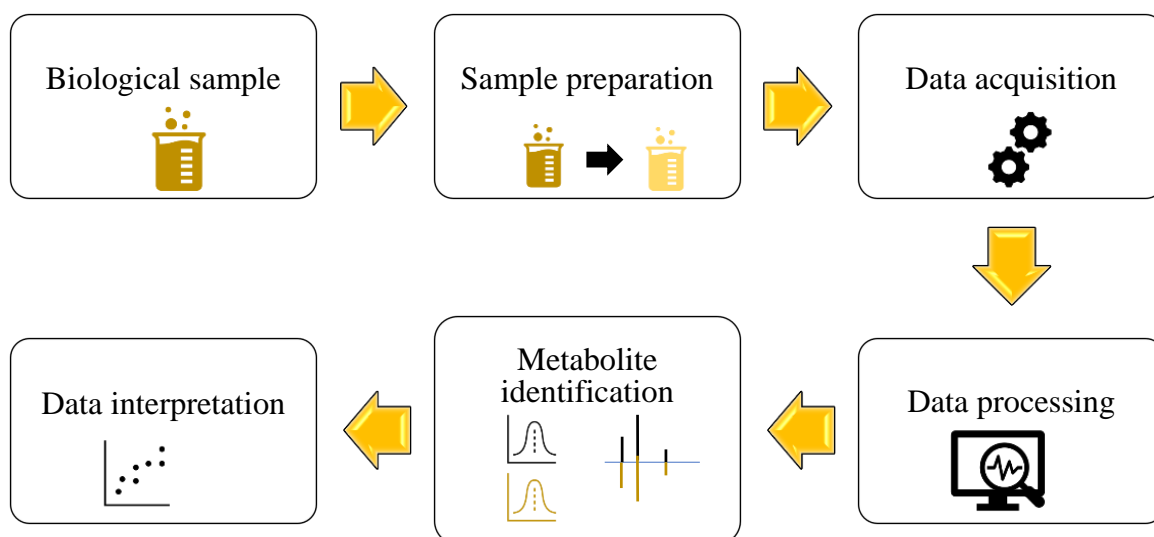 Biological sample
Sample preparation
Data acquisition
Data processing
Metabolite
identification
Data interpretation